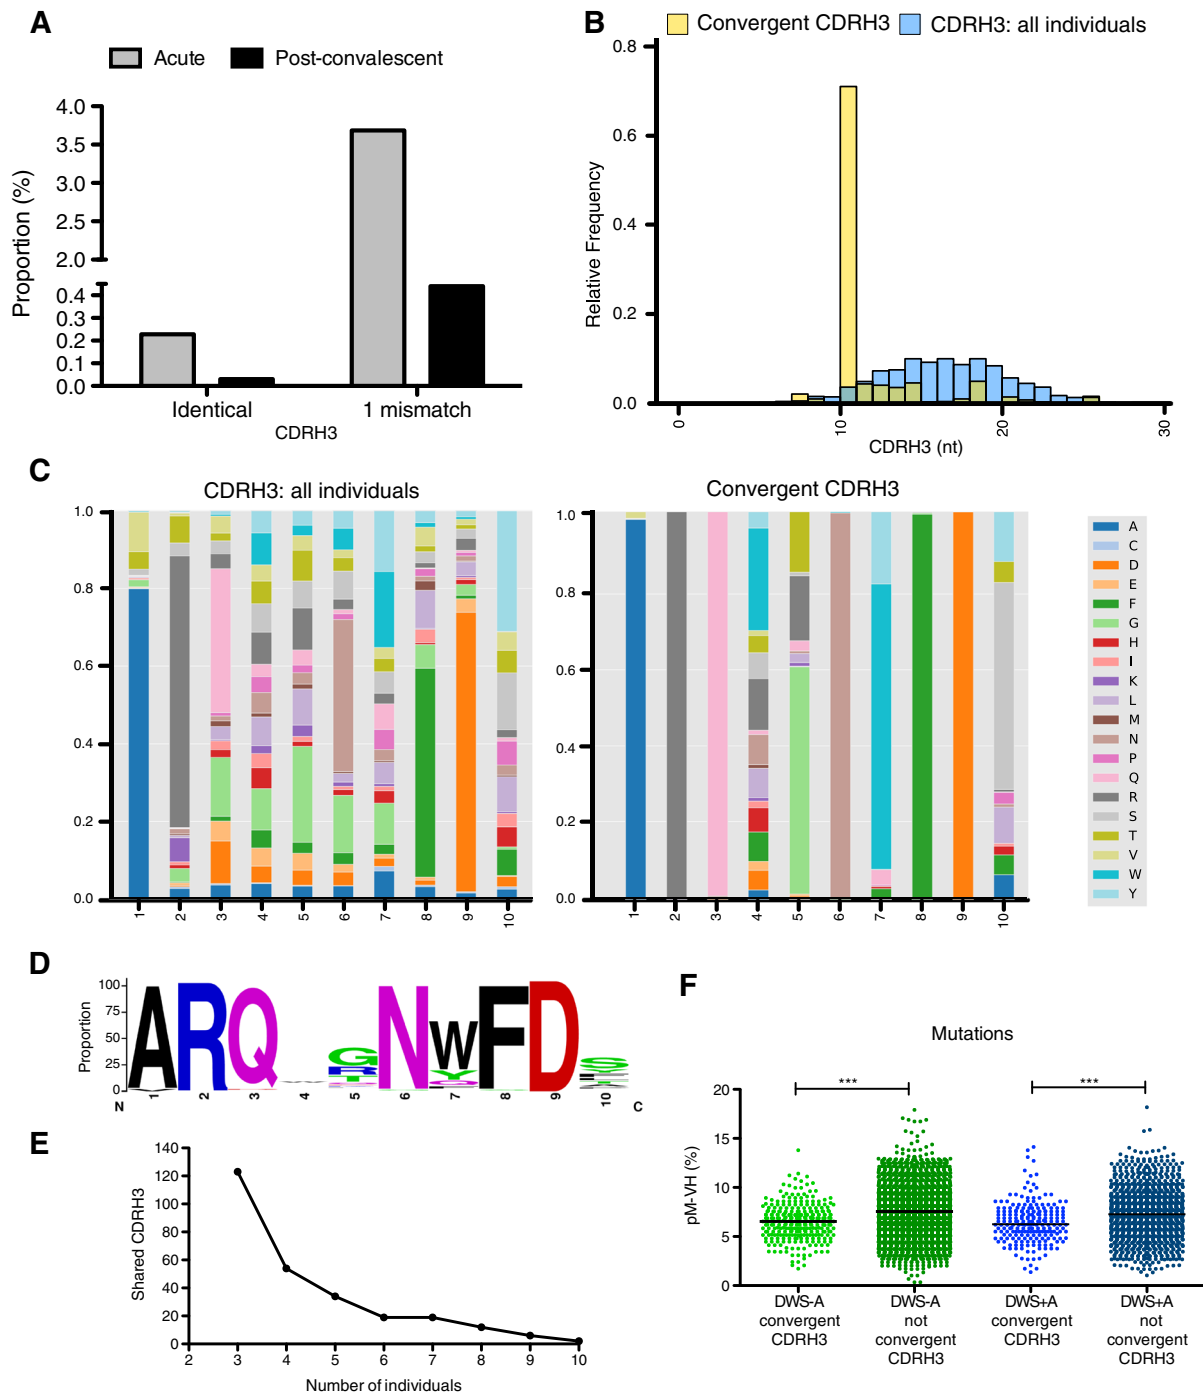 A
Acute
Post-convalescent
Proportion (%)
4.0
3.5
3.0
2.5
2.0
0.4
0.3
0.2
0.1
0.0
Identical
1 mismatch
CDRH3
B
Convergent CDRH3
CDRH3: all individuals
Relative Frequency
0.8
0.6
0.4
0.2
0.0
0
10
20
30
CDRH3 (nt)
C
CDRH3: all individuals
1.0
0.8
0.6
0.4
0.2
0.0
1
2
3
4
5
6
7
8
9
10
Convergent CDRH3
1.0
0.8
0.6
0.4
0.2
0.0
1
2
3
4
5
6
7
8
9
10
A
C
D
E
F
G
H
I
K
L
M
N
P
Q
R
S
T
V
W
Y
D
Proportion
100
75
50
25
0
ARQ NWFD
G
R
T
Y
S
N
1
2
3
4
5
6
7
8
9
10
C
E
Shared CDRH3
140
120
100
80
60
40
20
0
2
3
4
5
6
7
8
9
10
Number of individuals
F
Mutations
***
***
pM-VH (%)
20
15
10
5
0
DWS-A
convergent
CDRH3
DWS-A
not
convergent
CDRH3
DWS+A
convergent
CDRH3
DWS+A
not
convergent
CDRH3